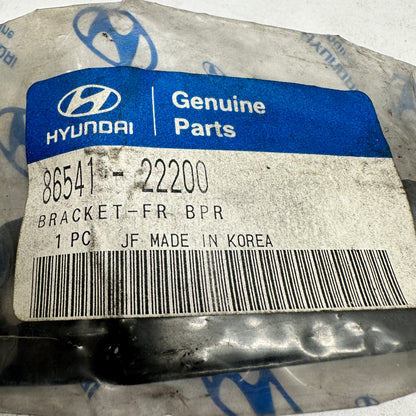 HYUNDAI
Genuine
Parts
86541-22200
BRACKET-FR BPR
1 PC JF MADE IN KOREA